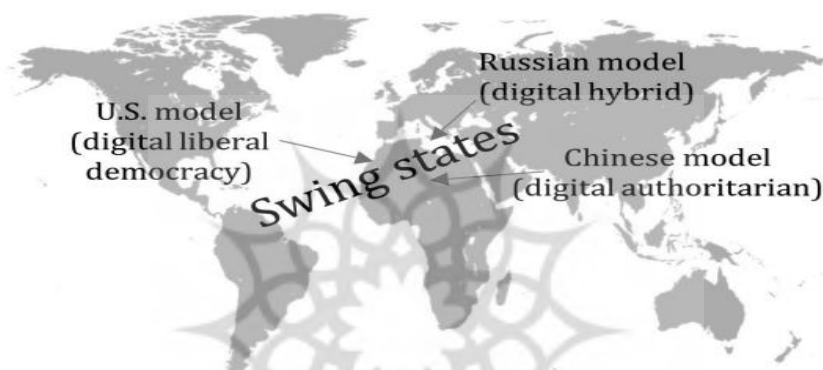 Russian model
(digital hybrid)
U.S. model
(digital liberal
democracy)
Swing states
Chinese model
(digital authoritarian)